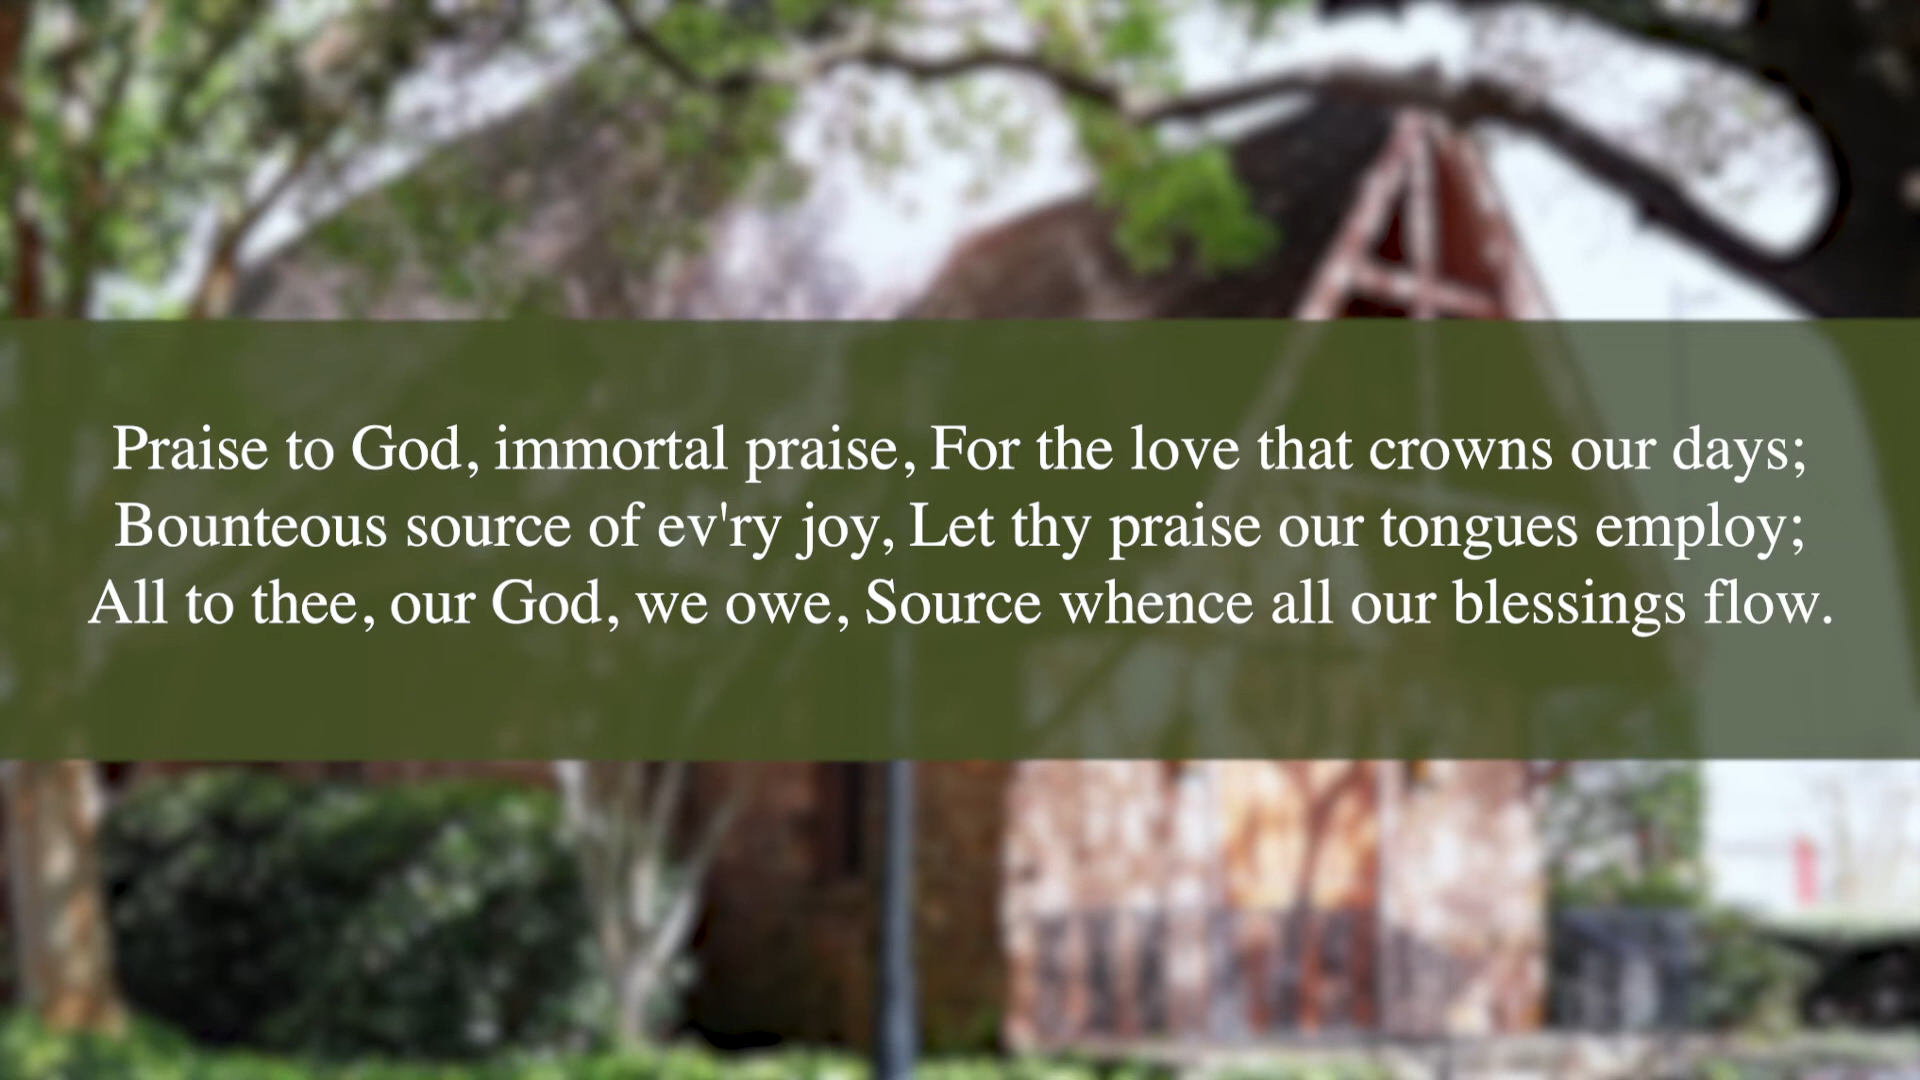 Praise to God, immortal praise, For the love that crowns our days;
Bounteous source of ev'ry joy, Let thy praise our tongues employ;
All to thee, our God, we owe, Source whence all our blessings flow.